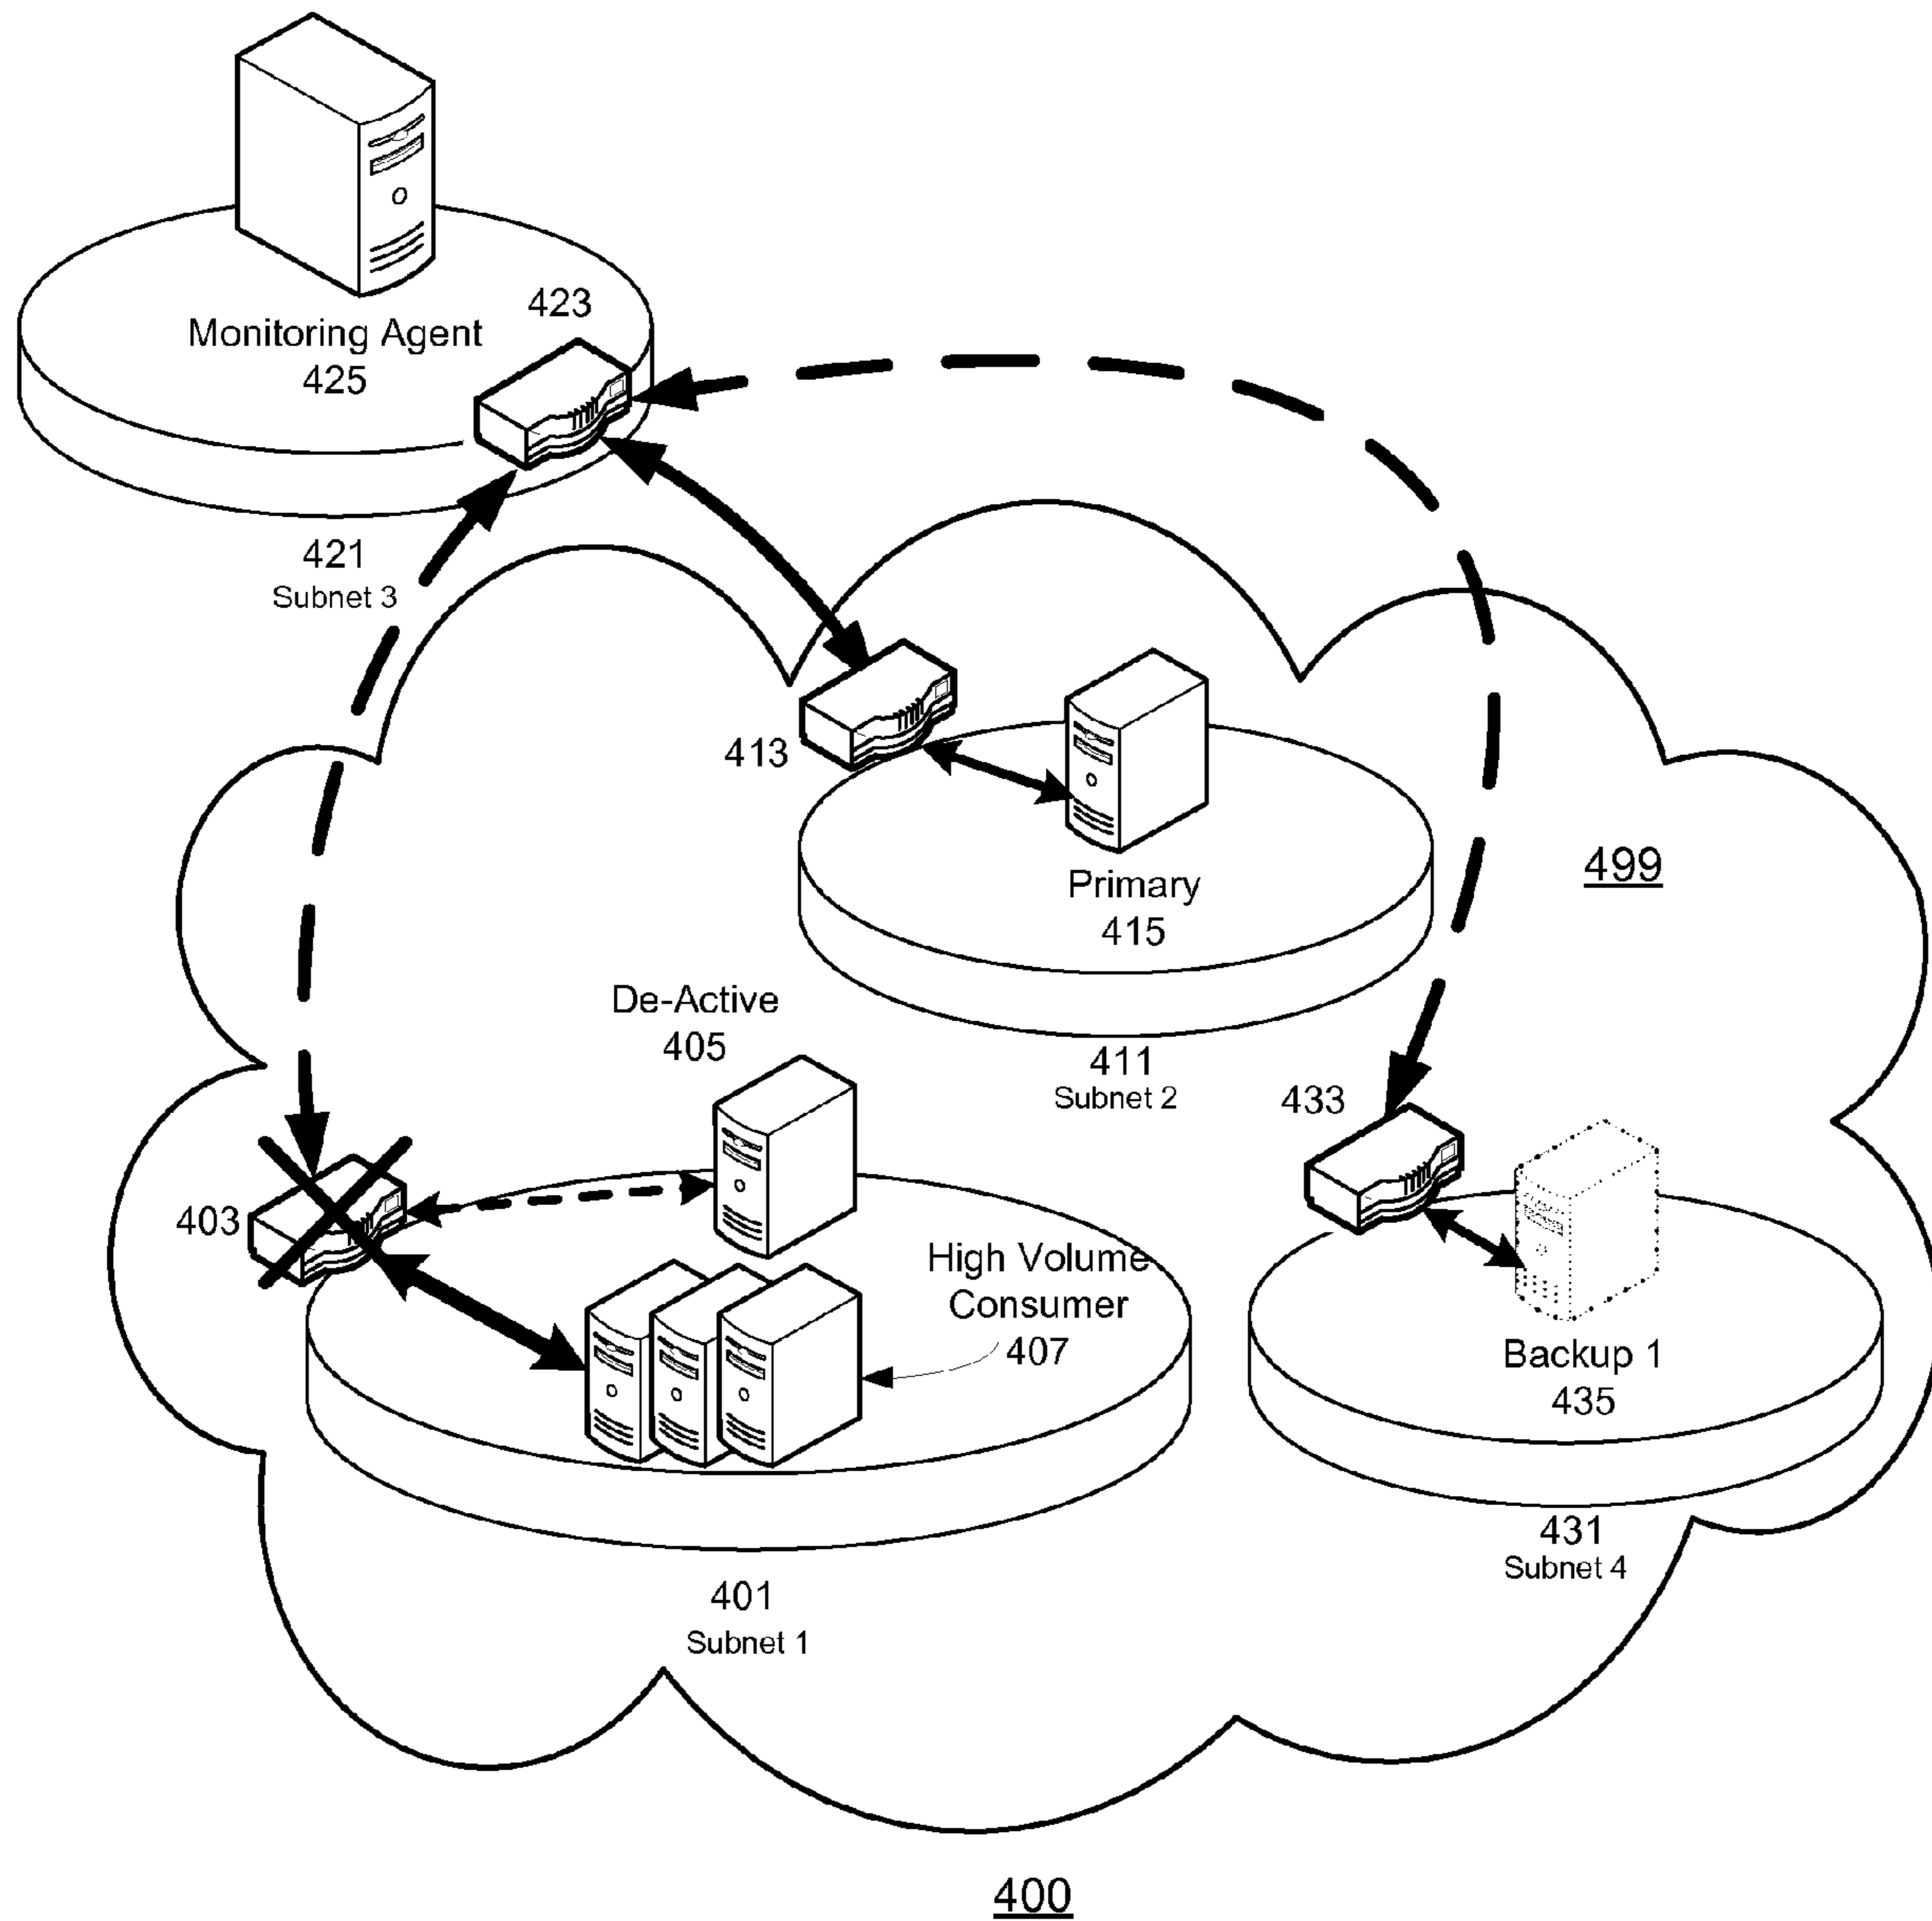 423
Monitoring Agent
425
421
Subnet 3
413
Primary
415
499
De-Active
405
411
Subnet 2
433
403
High Volume
Consumer
407
Backup 1
435
431
Subnet 4
401
Subnet 1
400